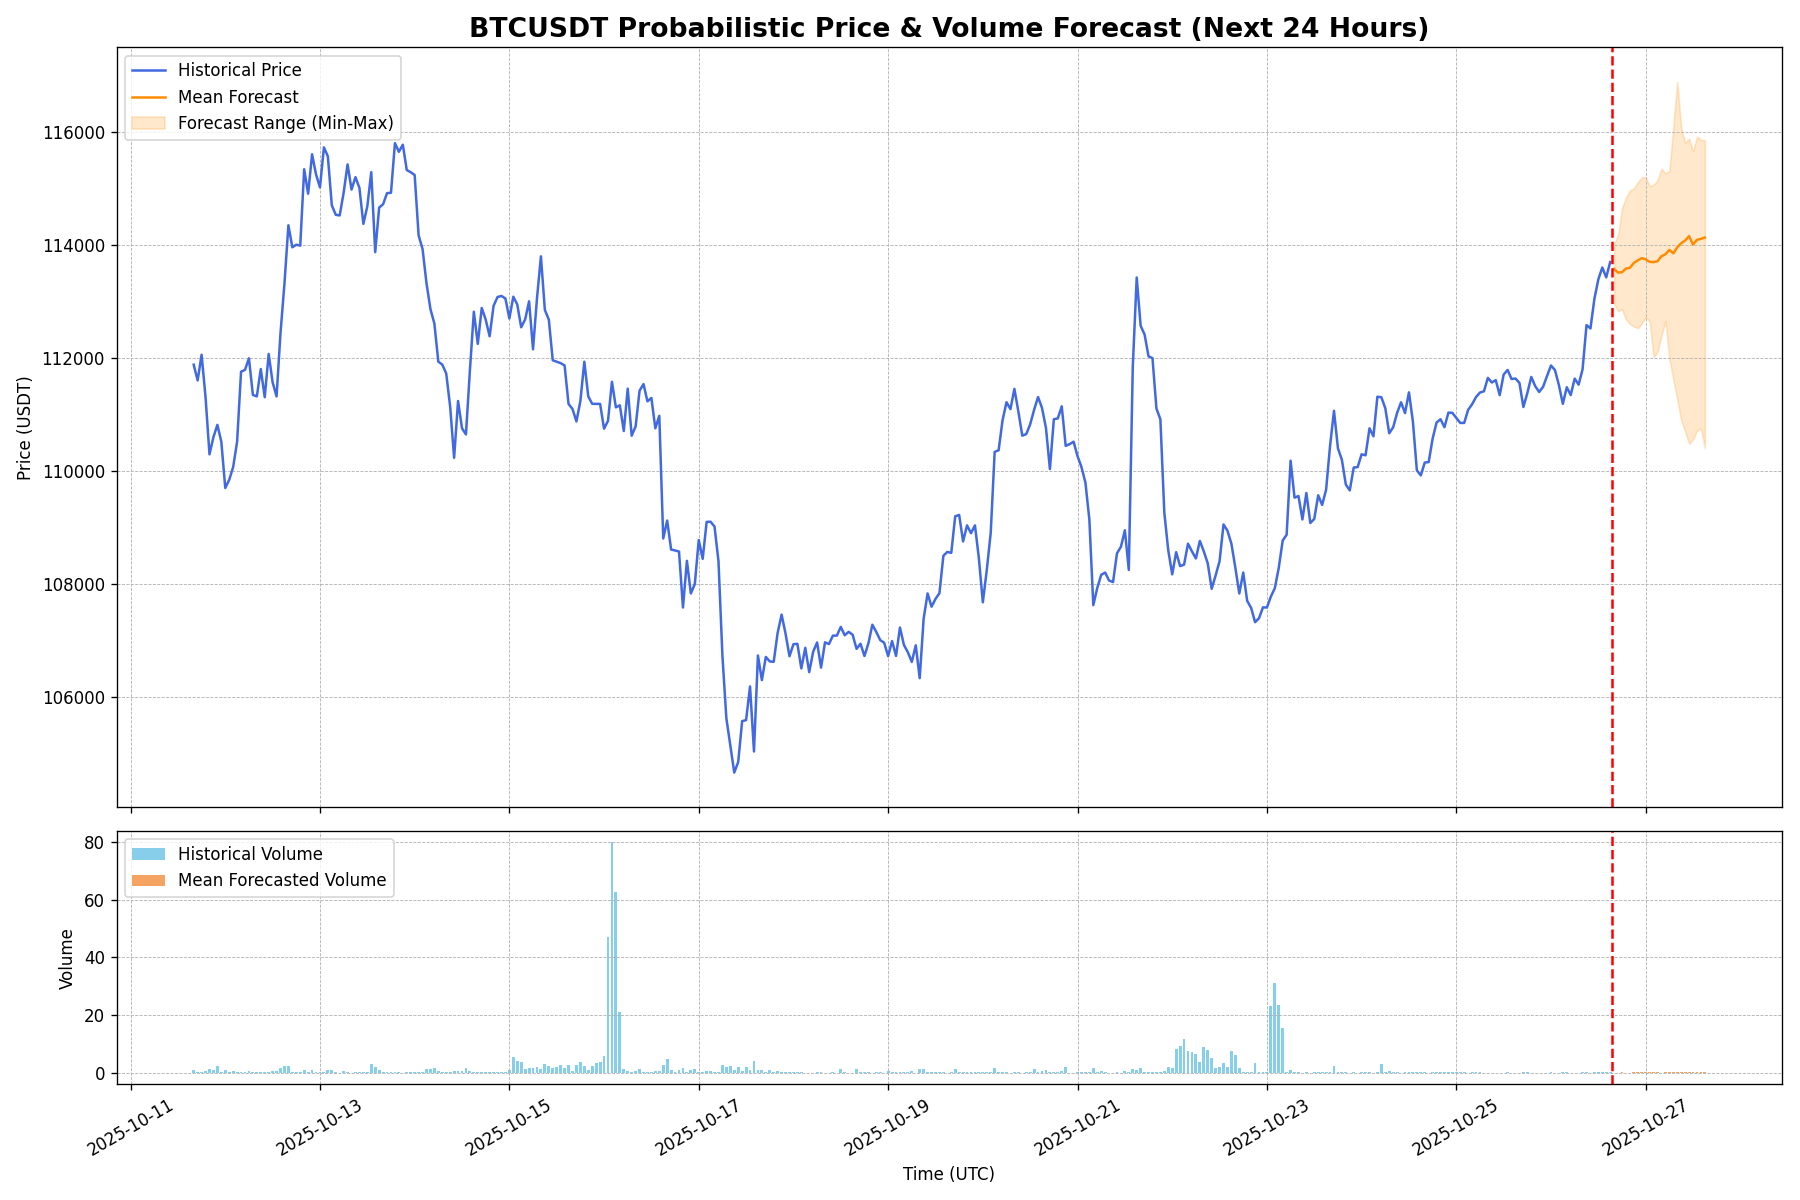 BTCUSDT Probabilistic Price & Volume Forecast (Next 24 Hours)
Historical Price
Mean Forecast
Forecast Range (Min-Max)
116000
114000
112000
110000
108000
106000
Price (USDT)
Historical Volume
Mean Forecasted Volume
80
60
40
20
0
Volume
2025-10-11
2025-10-13
2025-10-15
2025-10-17
2025-10-19
2025-10-21
2025-10-23
2025-10-25
2025-10-27
Time (UTC)